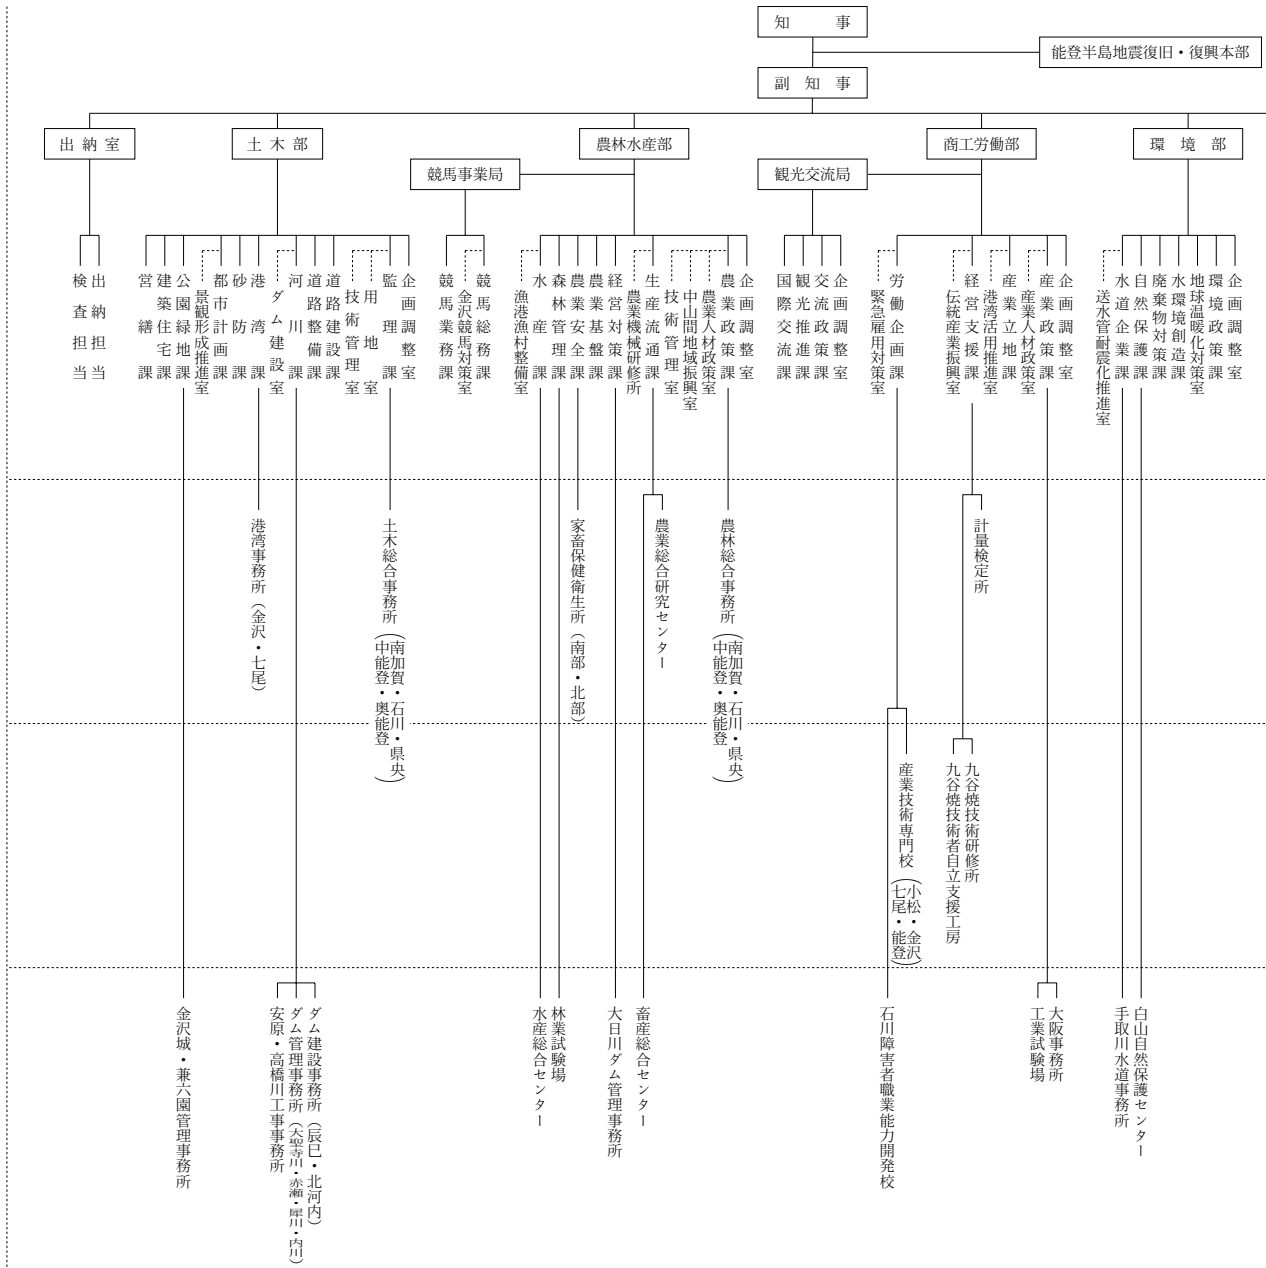 知事
能登半島地震復旧・復興本部
副知事
環境部
商工労働部
農林水産部
土木部
出納室
観光交流局
競馬事業局
企画調整室
環境政策課
地球温暖化対策室
水環境創造課
廃棄物対策課
自然保護課
水道企業課
送水管耐震化推進室
企画調整室
産業政策課
産業人材政策室
産業立地課
港湾活用推進室
経営支援課
伝統産業振興室
労働企画課
緊急雇用対策室
企画調整室
交流政策課
観光推進課
国際交流課
企画調整室
農業政策課
農業人材政策室
中山間地域振興室
技術管理室
生産流通課
農業機械研修所
経営対策課
農業基盤課
農業安全課
森林管理課
水産課
漁港漁村整備室
競馬総務課
金沢競馬対策室
競馬業務課
企画調整室
監理課
用地室
技術管理室
道路建設課
道路整備課
河川課
ダム建設室
港湾課
砂防課
都市計画課
景観形成推進室
公園緑地課
建築住宅課
営繕課
出納担当
検査担当
計量検定所
農林総合事務所(南加賀・石川・県央
中能登・奥能登)
農業総合研究センター
家畜保健衛生所(南部・北部)
土木総合事務所(南加賀・石川・県央
中能登・奥能登)
港湾事務所(金沢・七尾)
九谷焼技術研修所
九谷焼技術者自立支援工房
産業技術専門校(小松・金沢
七尾・能登)
白山自然保護センター
手取川水道事務所
大阪事務所
工業試験場
石川障害者職業能力開発校
畜産総合センター
大日川ダム管理事務所
林業試験場
水産総合センター
ダム建設事務所(辰巳・北河内)
ダム管理事務所(大聖寺川・赤瀬・犀川・内川)
安原・高橋川工事事務所
金沢城・兼六園管理事務所